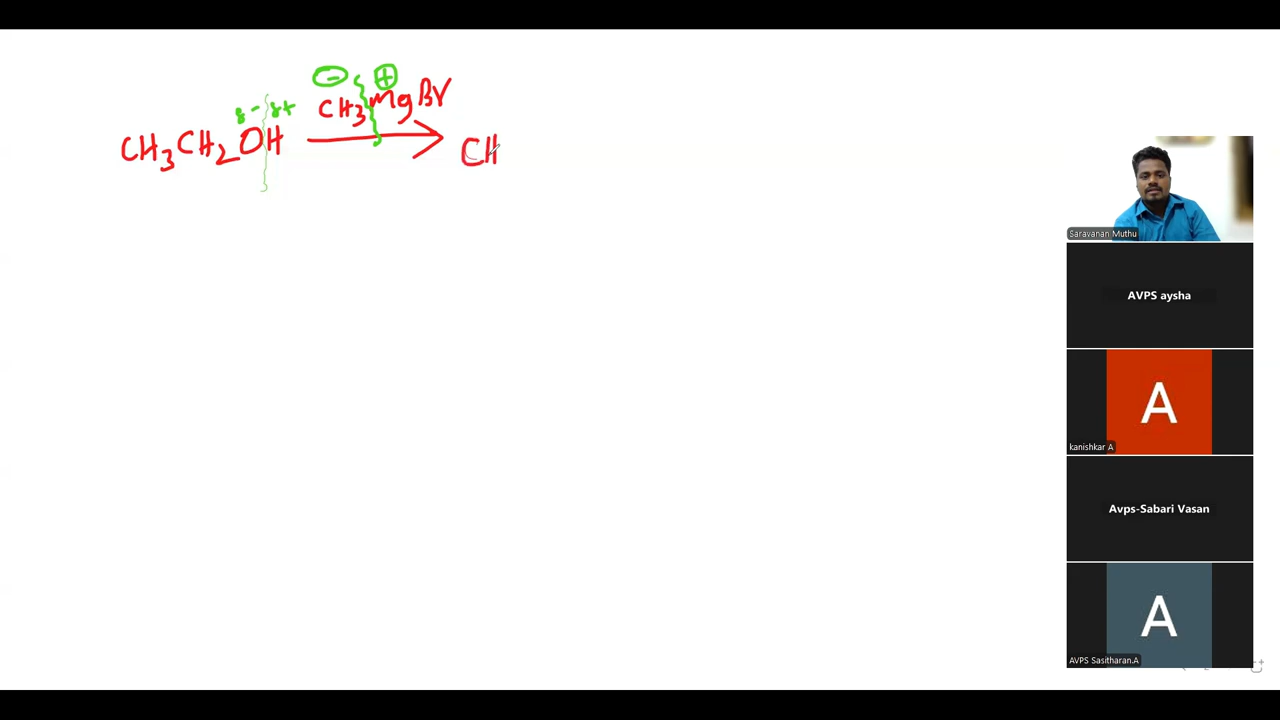 ⊖ ⊕
CH3MgBr
δ- δ+
CH3CH2OH → CH
Saravanan Muthu
AVPS aysha
A
kanishkar A
Avps-Sabari Vasan
A
AVPS Sasitharan.A